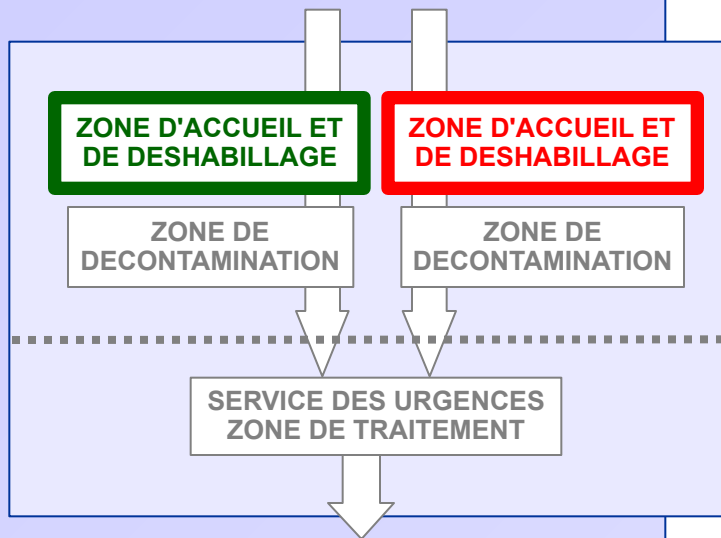 ZONE D'ACCUEIL ET
DE DESHABILLAGE
ZONE D'ACCUEIL ET
DE DESHABILLAGE
ZONE DE
DECONTAMINATION
ZONE DE
DECONTAMINATION
SERVICE DES URGENCES
ZONE DE TRAITEMENT